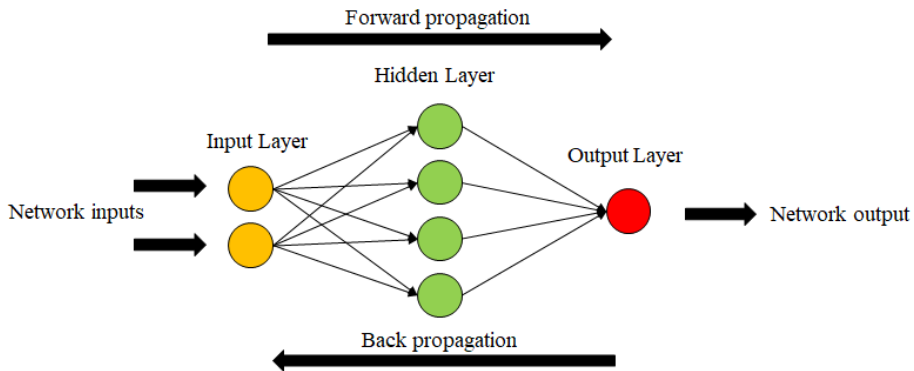 Forward propagation
Hidden Layer
Input Layer
Output Layer
Network inputs
Network output
Back propagation